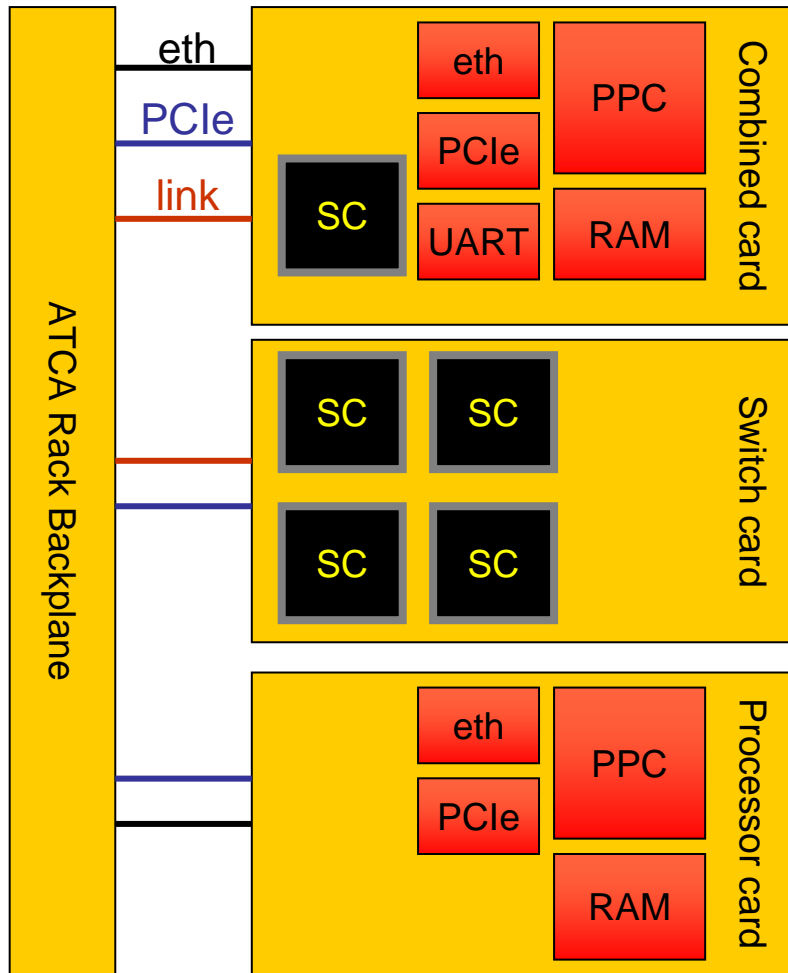 ATCA Rack Backplane
eth
PCIe
link
Combined card
eth
PPC
PCIe
SC
UART
RAM
Switch card
SC
SC
SC
SC
Processor card
eth
PPC
PCIe
RAM